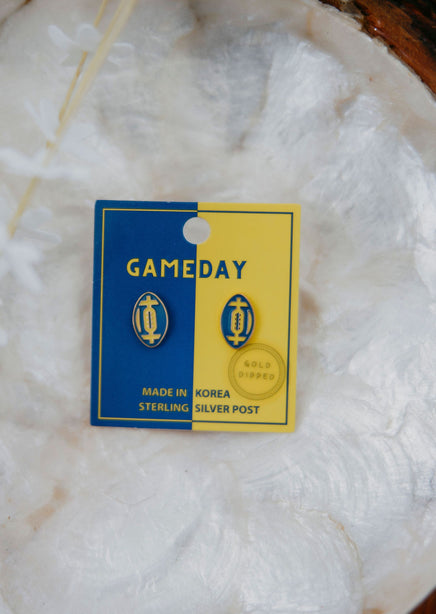 GAMEDAY
GOLD
DIPPED
MADE IN KOREA
STERLING SILVER POST